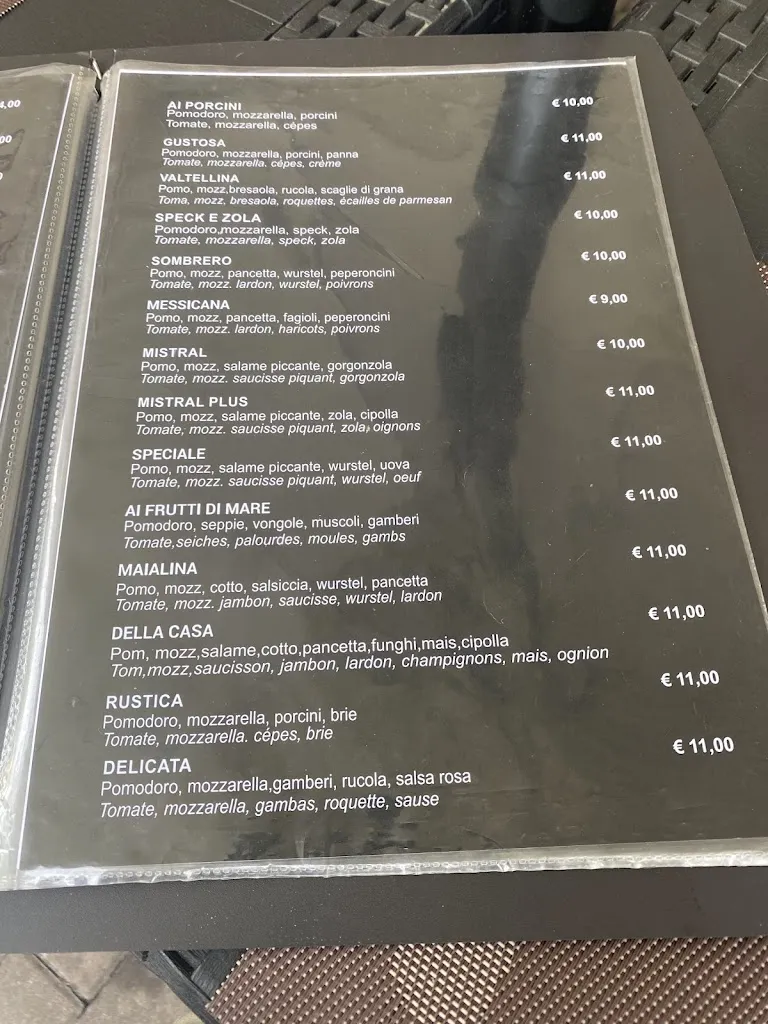 4,00
00
AI PORCINI € 10,00
Pomodoro, mozzarella, porcini
Tomate, mozzarella, cépes
GUSTOSA € 11,00
Pomodoro, mozzarella, porcini, panna
Tomate, mozzarella. cépes, crème
VALTELLINA € 11,00
Pomo, mozz,bresaola, rucola, scaglie di grana
Toma, mozz, bresaola, roquettes, écailles de parmesan
SPECK E ZOLA € 10,00
Pomodoro,mozzarella, speck, zola
Tomate, mozzarella, speck, zola
SOMBRERO € 10,00
Pomo, mozz, pancetta, wurstel, peperoncini
Tomate, mozz. lardon, wurstel, poivrons
MESSICANA € 9,00
Pomo, mozz, pancetta, fagioli, peperoncini
Tomate, mozz. lardon, haricots, poivrons
MISTRAL € 10,00
Pomo, mozz, salame piccante, gorgonzola
Tomate, mozz. saucisse piquant, gorgonzola
MISTRAL PLUS € 11,00
Pomo, mozz, salame piccante, zola, cipolla
Tomate, mozz. saucisse piquant, zola, oignons
SPECIALE € 11,00
Pomo, mozz, salame piccante, wurstel, uova
Tomate, mozz. saucisse piquant, wurstel, oeuf
AI FRUTTI DI MARE € 11,00
Pomodoro, seppie, vongole, muscoli, gamberi
Tomate,seiches, palourdes, moules, gambs
MAIALINA € 11,00
Pomo, mozz, cotto, salsiccia, wurstel, pancetta
Tomate, mozz. jambon, saucisse, wurstel, lardon
DELLA CASA € 11,00
Pom, mozz,salame,cotto,pancetta,funghi,mais,cipolla
Tom,mozz,saucisson, jambon, lardon, champignons, mais, ognion
RUSTICA € 11,00
Pomodoro, mozzarella, porcini, brie
Tomate, mozzarella. cépes, brie
DELICATA € 11,00
Pomodoro, mozzarella,gamberi, rucola, salsa rosa
Tomate, mozzarella, gambas, roquette, sause